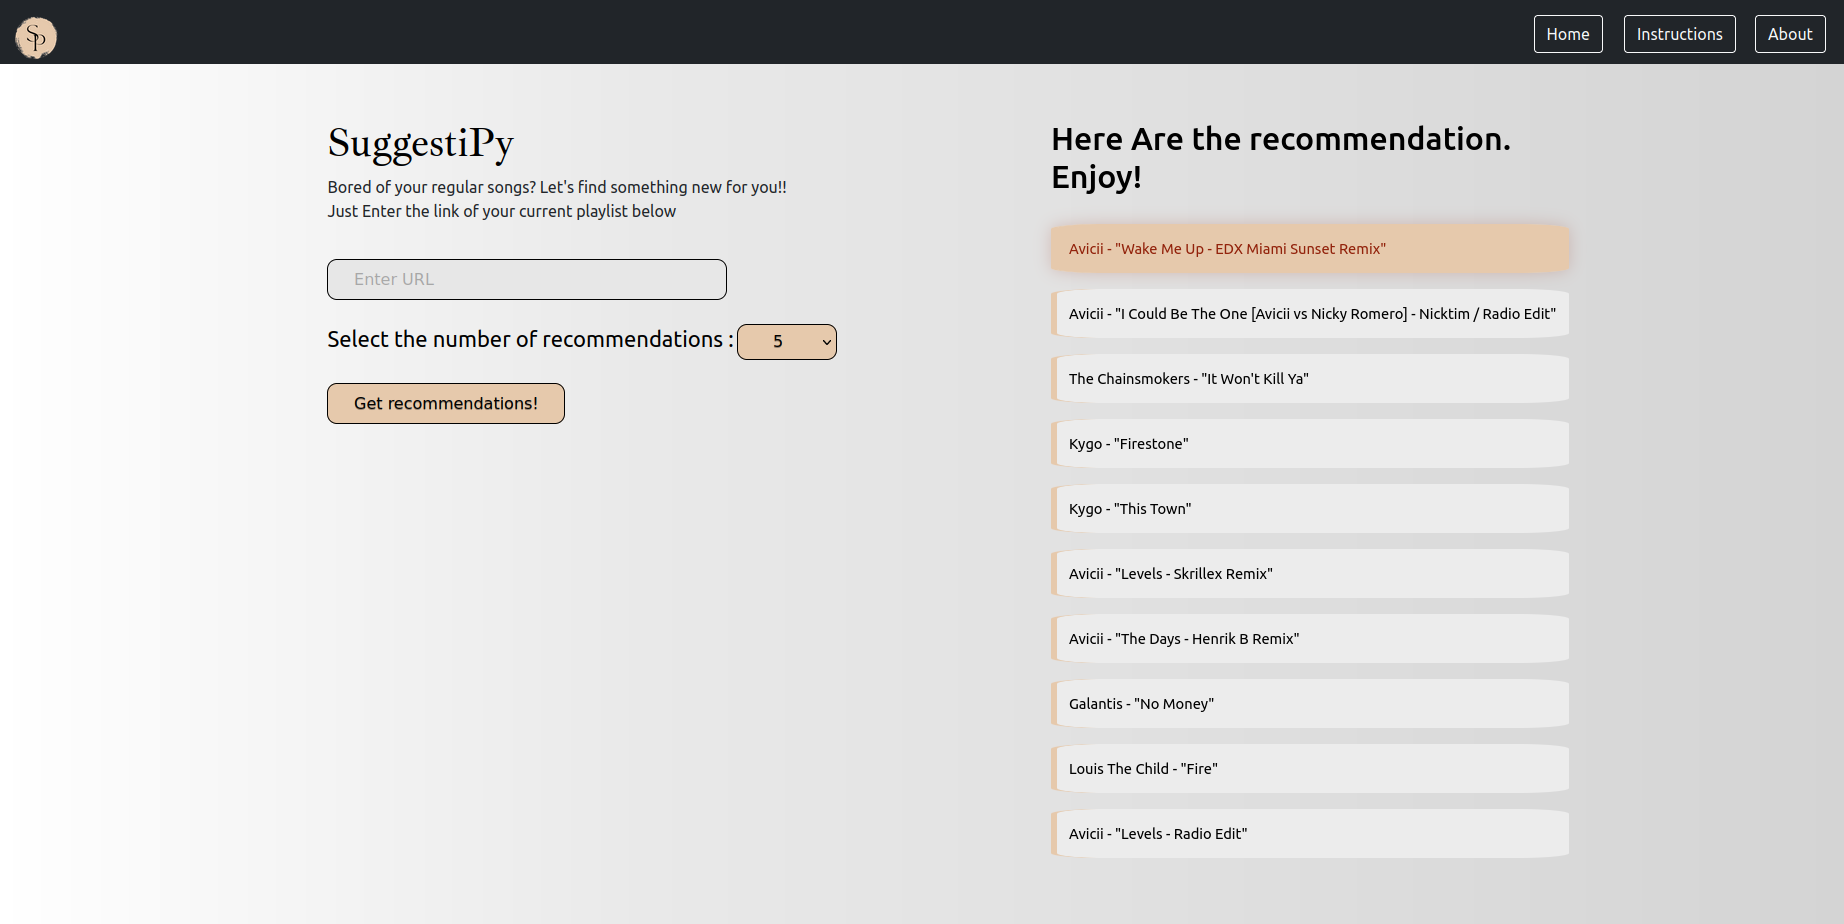 SP
Home
Instructions
About
SuggestiPy
Bored of your regular songs? Let's find something new for you!!
Just Enter the link of your current playlist below
Enter URL
Select the number of recommendations : 5
Get recommendations!
Here Are the recommendation.
Enjoy!
Avicii - "Wake Me Up - EDX Miami Sunset Remix"
Avicii - "I Could Be The One [Avicii vs Nicky Romero] - Nicktim / Radio Edit"
The Chainsmokers - "It Won't Kill Ya"
Kygo - "Firestone"
Kygo - "This Town"
Avicii - "Levels - Skrillex Remix"
Avicii - "The Days - Henrik B Remix"
Galantis - "No Money"
Louis The Child - "Fire"
Avicii - "Levels - Radio Edit"